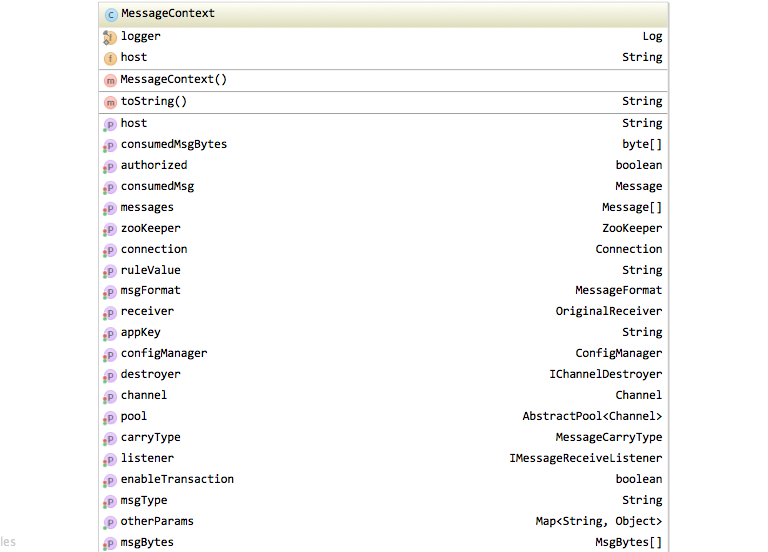 MessageContext
logger Log
host String
MessageContext()
toString() String
host String
consumedMsgBytes byte[]
authorized boolean
consumedMsg Message
messages Message[]
zooKeeper ZooKeeper
connection Connection
ruleValue String
msgFormat MessageFormat
receiver OriginalReceiver
appKey String
configManager ConfigManager
destroyer IChannelDestroyer
channel Channel
pool AbstractPool<Channel>
carryType MessageCarryType
listener IMessageReceiveListener
enableTransaction boolean
msgType String
otherParams Map<String, Object>
msgBytes MsgBytes[]
les